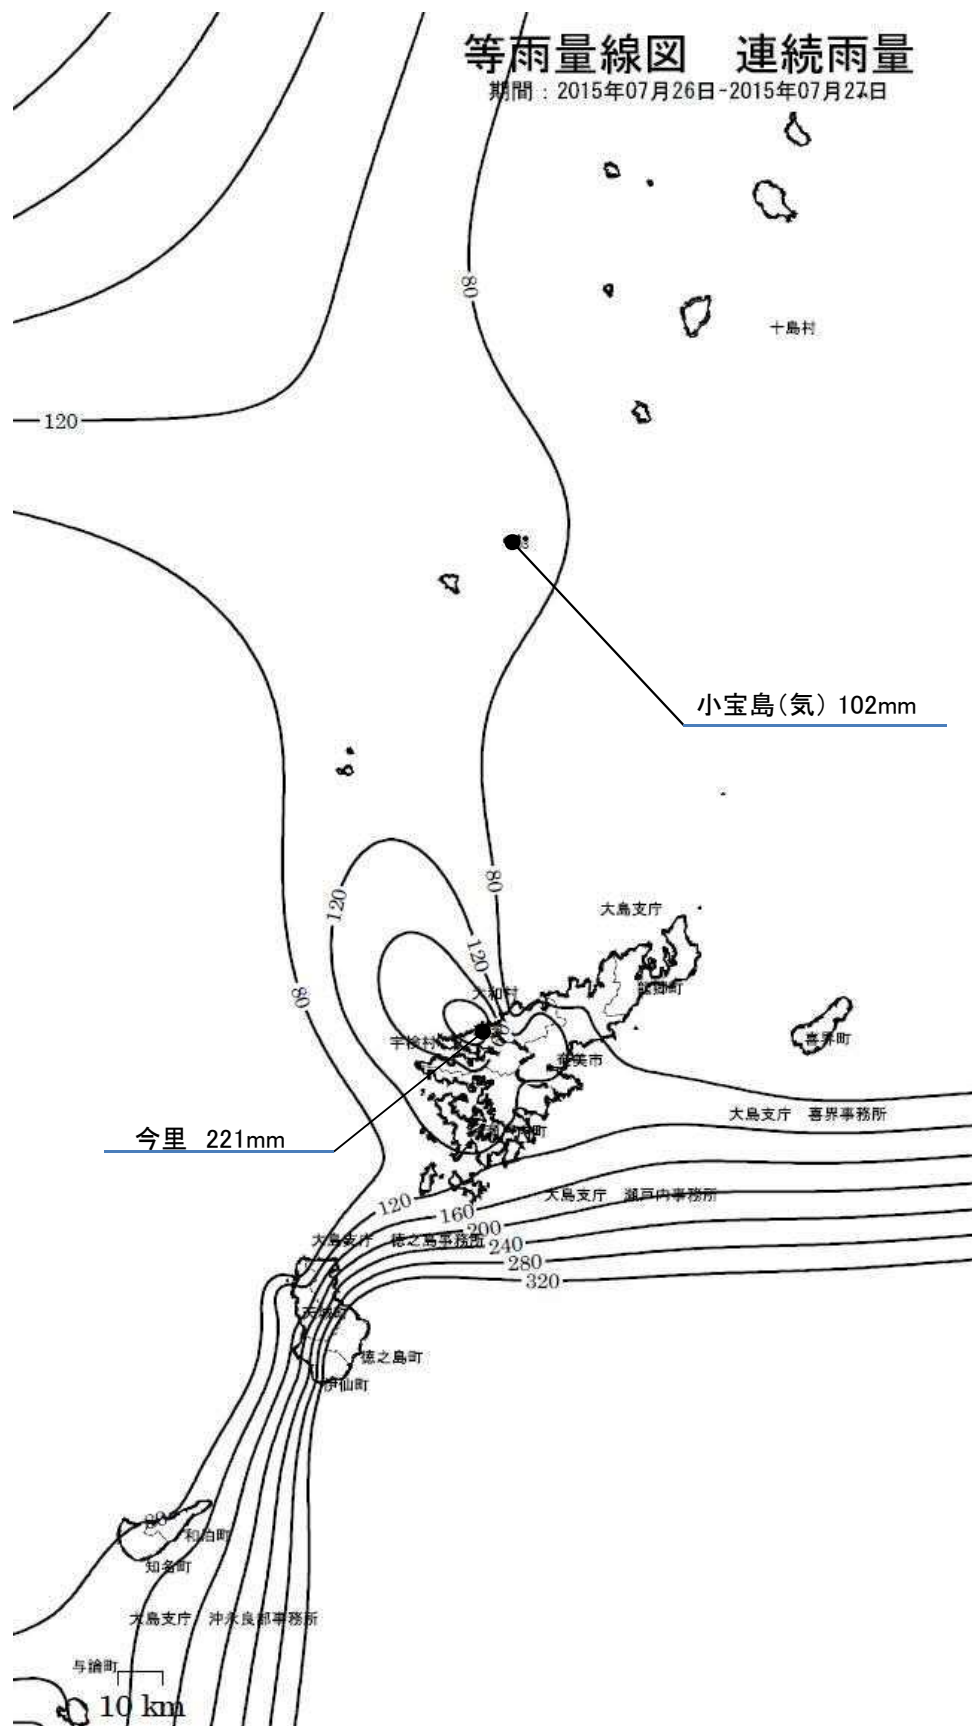 等雨量線図　連続雨量
期間：2015年07月26日-2015年07月27日
80
十島村
120
小宝島(気) 102mm
80
120
大島支庁
120
80
大和村
龍郷町
宇検村
喜界町
奄美市
大島支庁　喜界事務所
今里　221mm
大島支庁　瀬戸内事務所
120
160
200
大島支庁　徳之島事務所
240
280
320
天城町
徳之島町
伊仙町
80
和泊町
知名町
大島支庁　沖永良部事務所
与論町
10 km